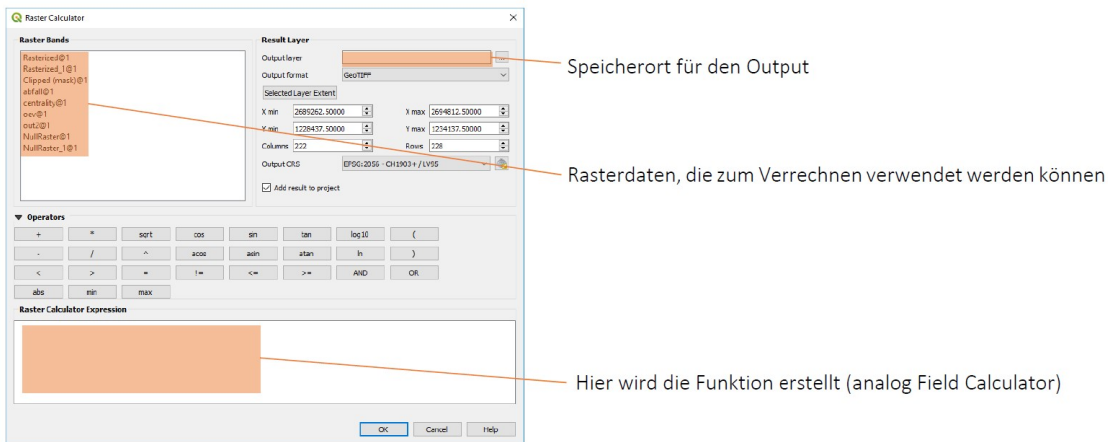 Raster Calculator
Raster Bands
Rasterized@1
Rasterized_1@1
Clipped (mask)@1
abfall@1
centrality@1
oev@1
out2@1
NullRaster@1
NullRaster_1@1
Result Layer
Output layer
...
Output format GeoTIFF
Selected Layer Extent
X min 2689262.50000 X max 2694812.50000
Y min 1228437.50000 Y max 1234137.50000
Columns 222 Rows 228
Output CRS EPSG:2056 - CH1903+ / LV95
Add result to project
Speicherort für den Output
Rasterdaten, die zum Verrechnen verwendet werden können
Operators
+ * sqrt cos sin tan log10 (
- / ^ acos asin atan ln )
< > = != <= >= AND OR
abs min max
Raster Calculator Expression
Hier wird die Funktion erstellt (analog Field Calculator)
OK Cancel Help